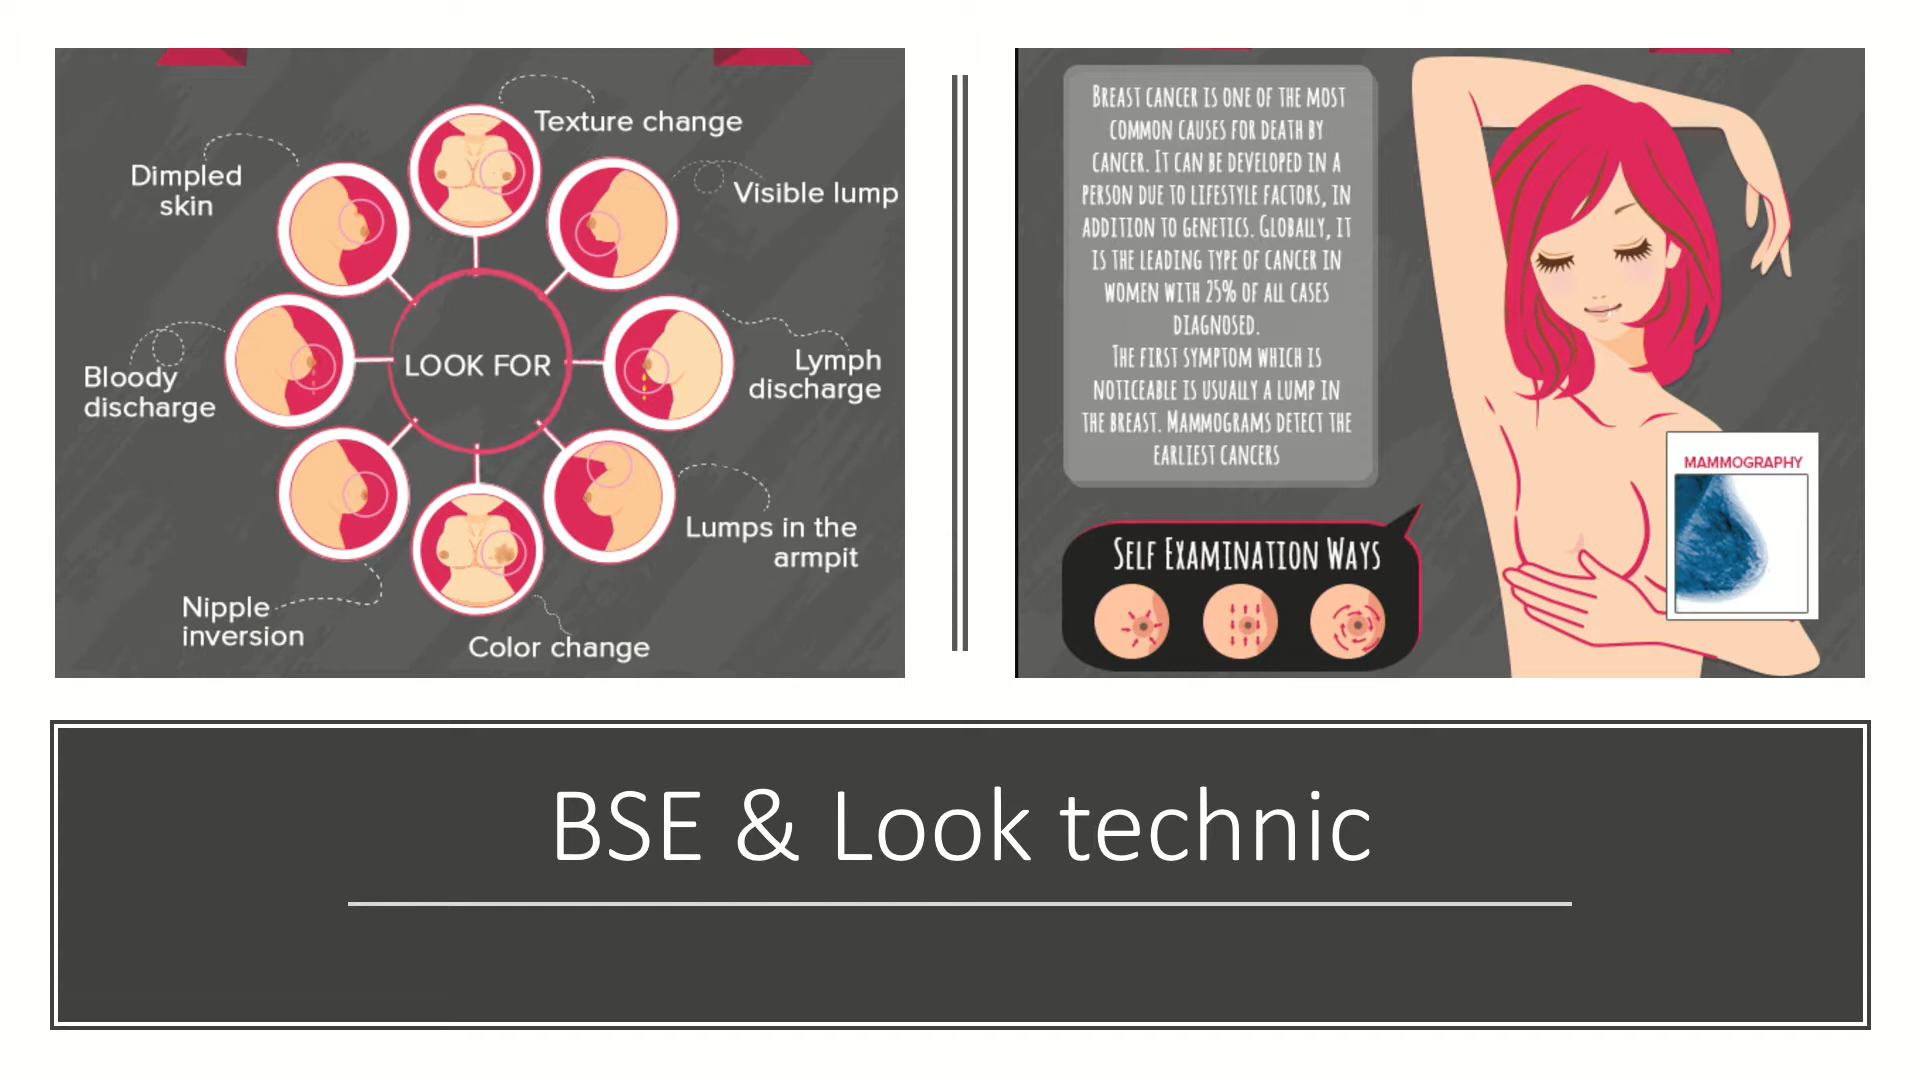 Texture change
Visible lump
Dimpled
skin
LOOK FOR
Lymph
discharge
Bloody
discharge
Lumps in the
armpit
Nipple
inversion
Color change
BREAST CANCER IS ONE OF THE MOST
COMMON CAUSES FOR DEATH BY
CANCER. IT CAN BE DEVELOPED IN A
PERSON DUE TO LIFESTYLE FACTORS, IN
ADDITION TO GENETICS. GLOBALLY, IT
IS THE LEADING TYPE OF CANCER IN
WOMEN WITH 25% OF ALL CASES
DIAGNOSED.
THE FIRST SYMPTOM WHICH IS
NOTICEABLE IS USUALLY A LUMP IN
THE BREAST. MAMMOGRAMS DETECT THE
EARLIEST CANCERS
MAMMOGRAPHY
SELF EXAMINATION WAYS
BSE & Look technic